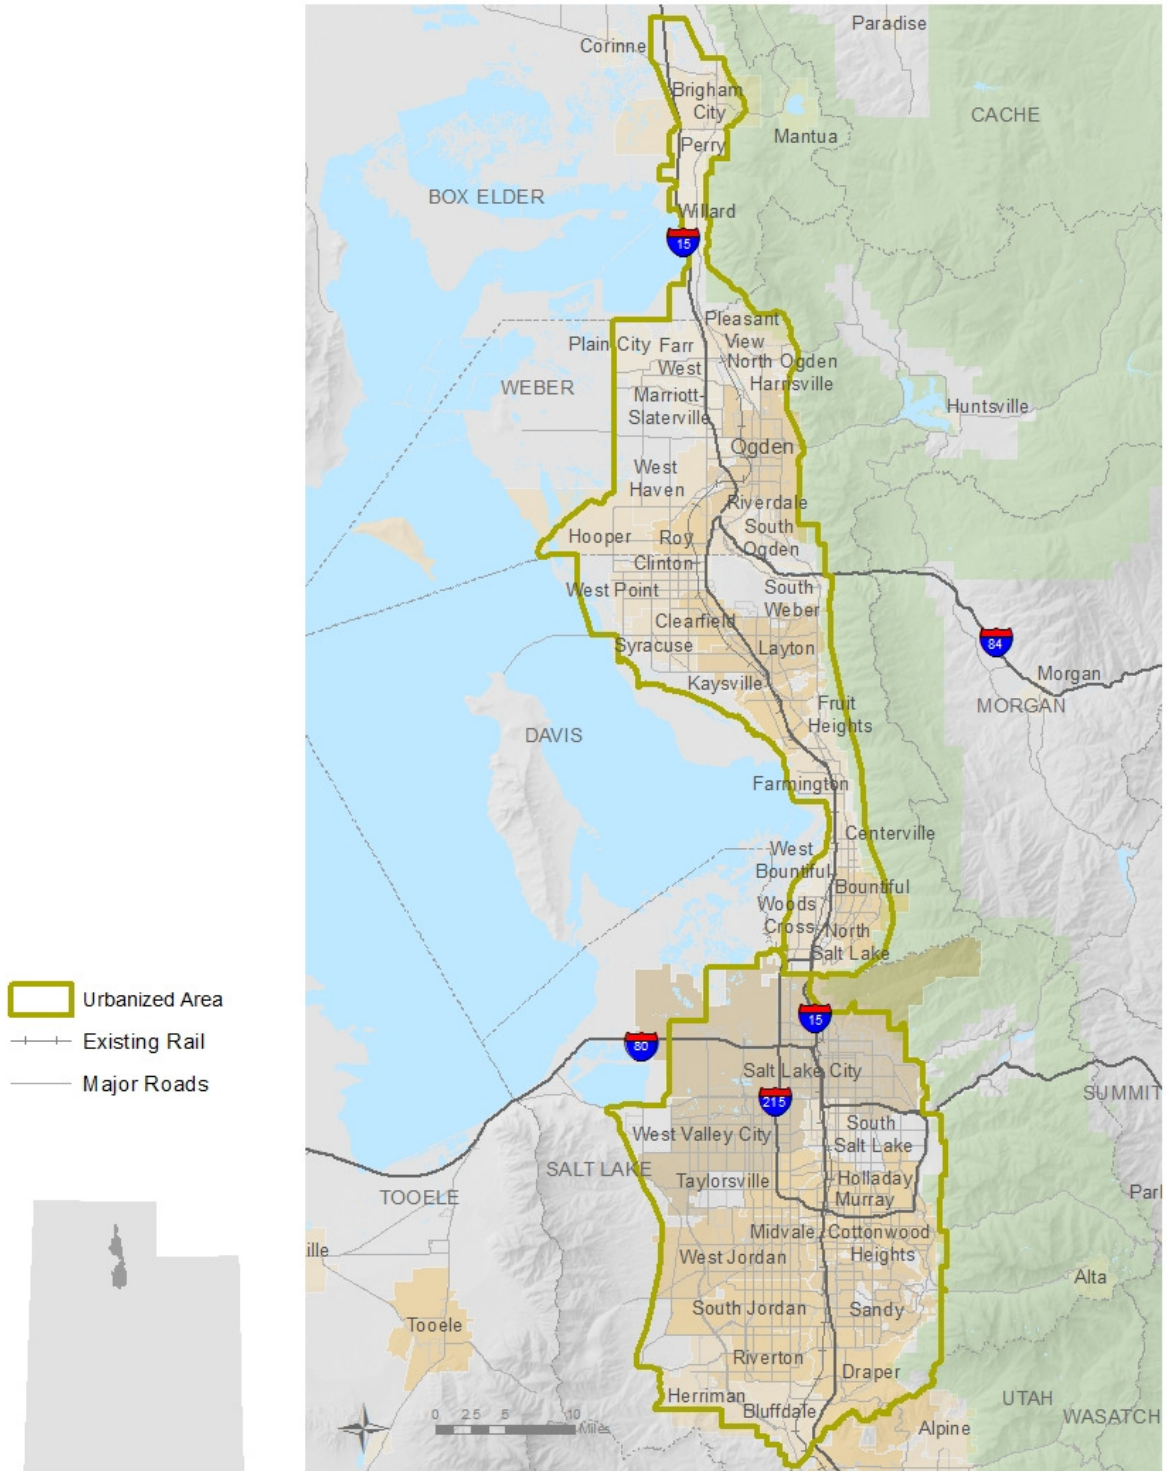 Paradise
Corinne
Brigham
City
CACHE
Mantua
Perry
BOX ELDER
Willard
15
Pleasant
View
Plain City
Farr
West
North Ogden
Harrisville
WEBER
Marriott-
Slaterville
Huntsville
Ogden
West
Haven
Riverdale
South
Ogden
Hooper
Roy
Clinton
West Point
South
Weber
Clearfield
Syracuse
Layton
84
Morgan
Kaysville
MORGAN
Fruit
Heights
DAVIS
Farmington
Centerville
West
Bountiful
Bountiful
Woods
Cross
North
Salt Lake
Urbanized Area
Existing Rail
Major Roads
15
80
Salt Lake City
215
SUMMIT
West Valley City
South
Salt Lake
SALT LAKE
Taylorsville
Holladay
Murray
TOOELE
Parl
Midvale
Cottonwood
Heights
ille
West Jordan
Alta
South Jordan
Sandy
Tooele
Riverton
Draper
Herriman
Bluffdale
UTAH
WASATCH
Alpine
0 2.5 5 10
Miles